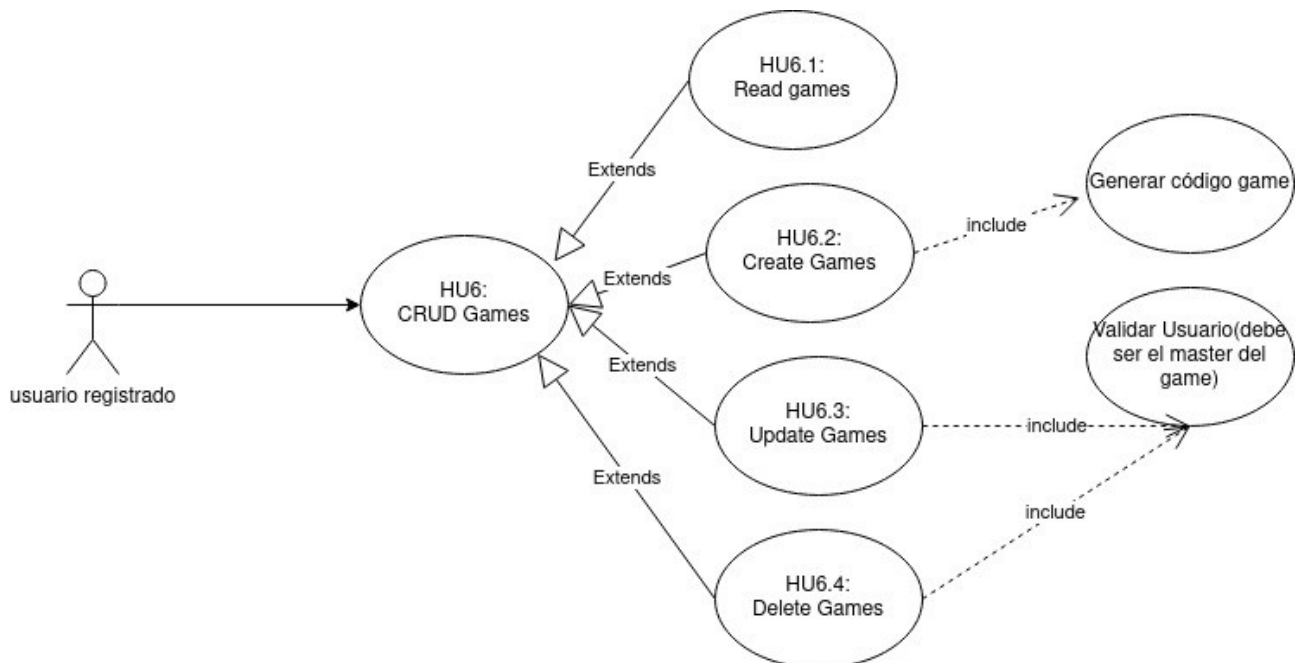 HU6.1:
Read games
Extends
Generar código game
HU6.2:
Create Games
include
Extends
HU6:
CRUD Games
Validar Usuario(debe
ser el master del
game)
usuario registrado
Extends
HU6.3:
Update Games
include
Extends
include
HU6.4:
Delete Games